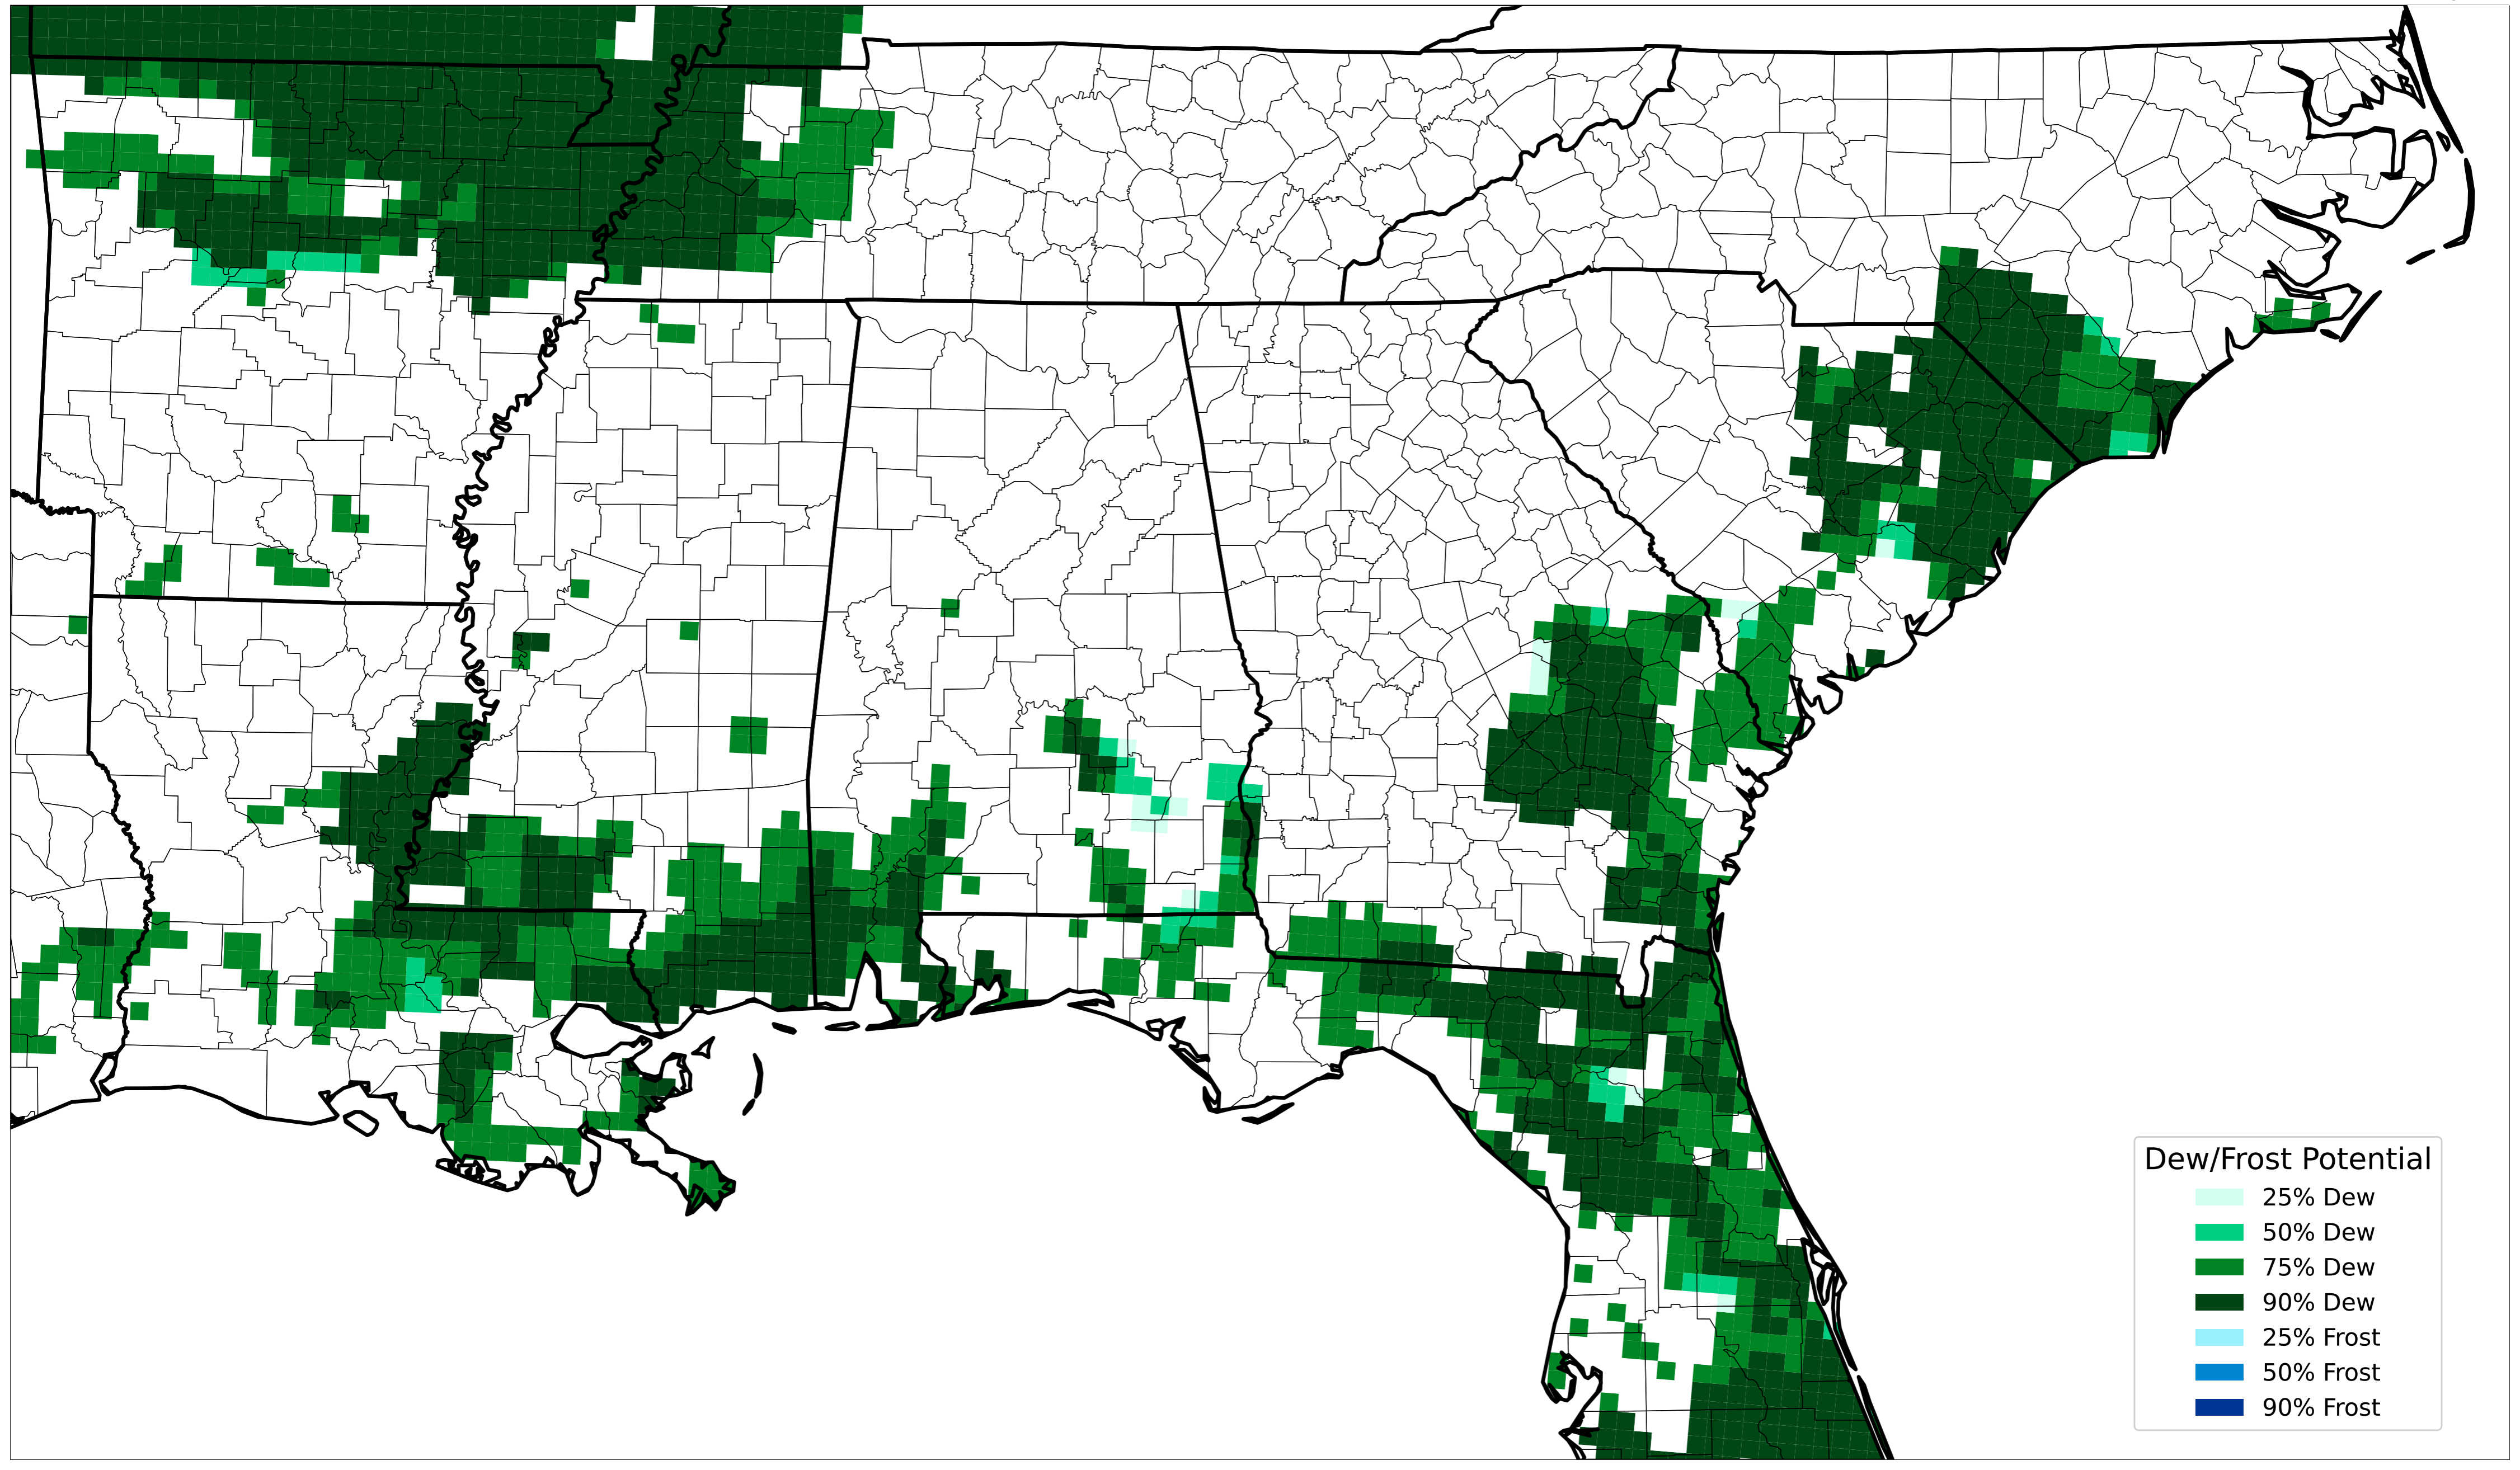 Dew/Frost Potential
25% Dew
50% Dew
75% Dew
90% Dew
25% Frost
50% Frost
90% Frost